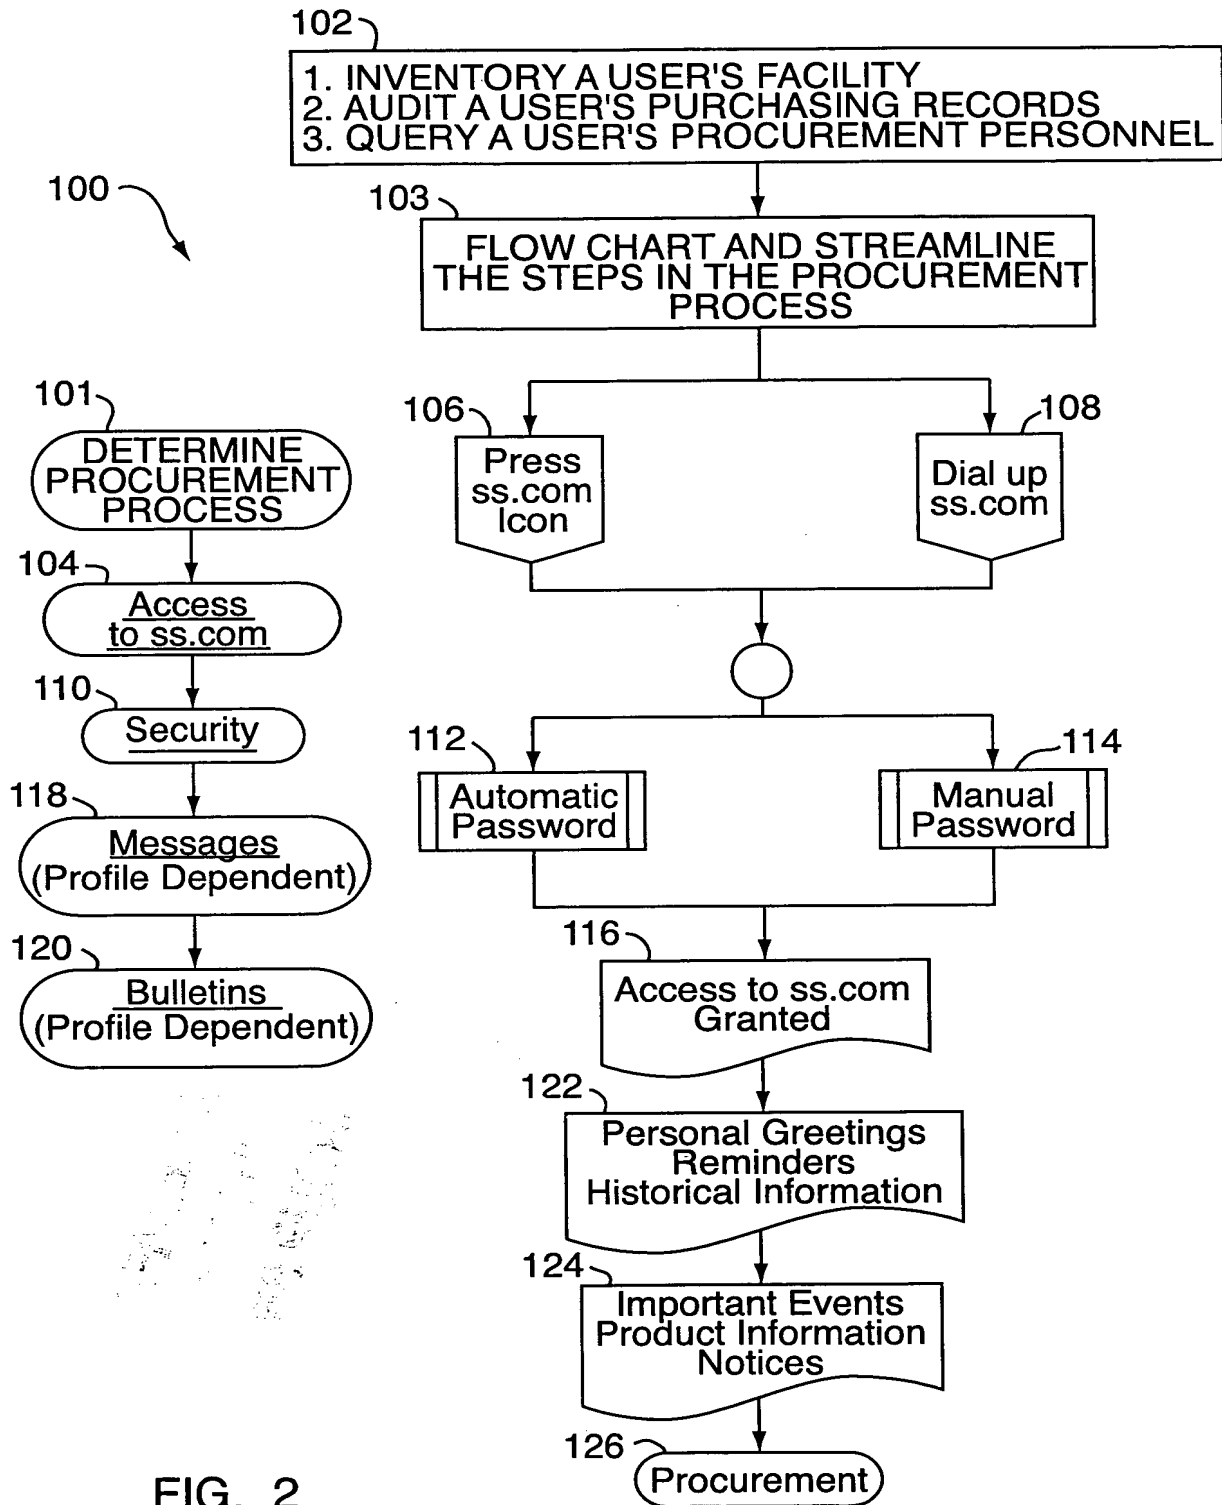 102
1. INVENTORY A USER'S FACILITY
2. AUDIT A USER'S PURCHASING RECORDS
3. QUERY A USER'S PROCUREMENT PERSONNEL
100
103
FLOW CHART AND STREAMLINE
THE STEPS IN THE PROCUREMENT
PROCESS
101
DETERMINE
PROCUREMENT
PROCESS
106
Press
ss.com
Icon
108
Dial up
ss.com
104
Access
to ss.com
110
Security
112
Automatic
Password
114
Manual
Password
118
Messages
(Profile Dependent)
116
Access to ss.com
Granted
120
Bulletins
(Profile Dependent)
122
Personal Greetings
Reminders
Historical Information
124
Important Events
Product Information
Notices
126
Procurement
FIG. 2